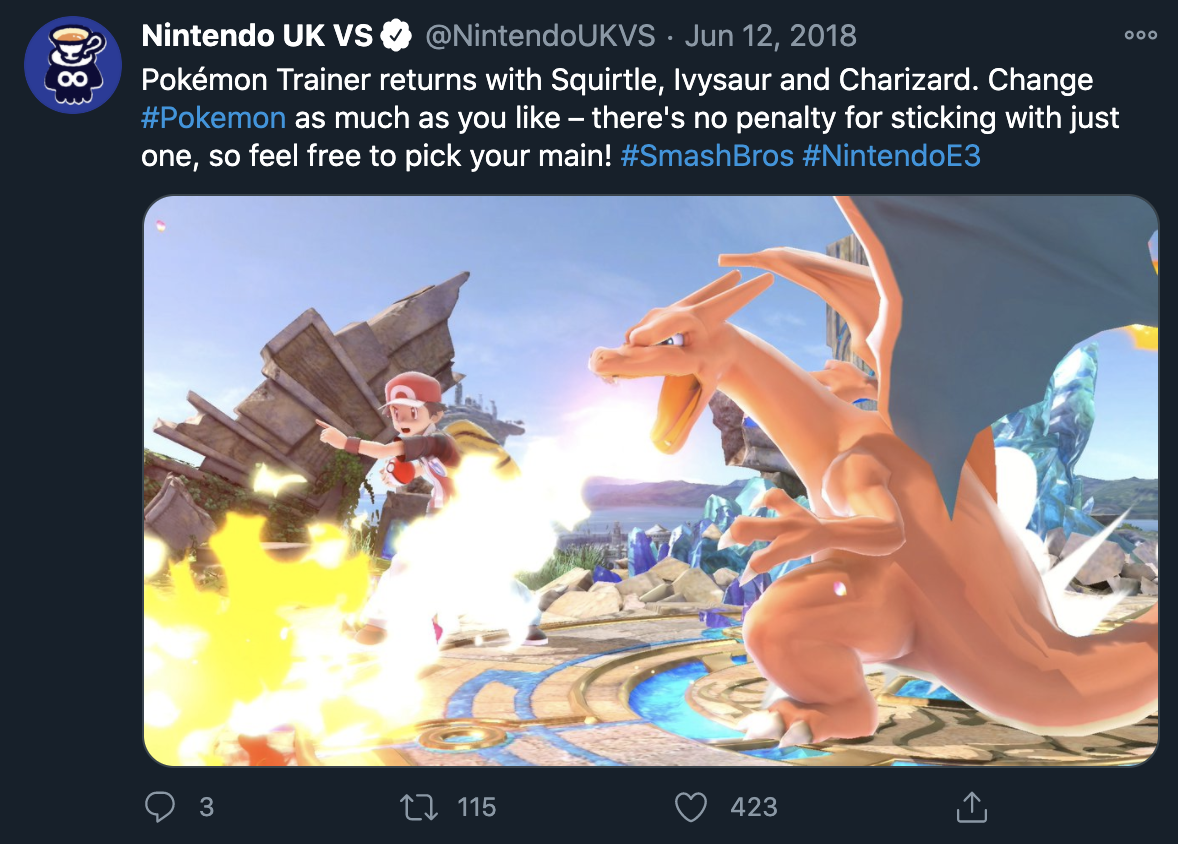 Nintendo UK VS @NintendoUKVS · Jun 12, 2018
Pokémon Trainer returns with Squirtle, Ivysaur and Charizard. Change
#Pokemon as much as you like – there's no penalty for sticking with just
one, so feel free to pick your main! #SmashBros #NintendoE3
3 115 423